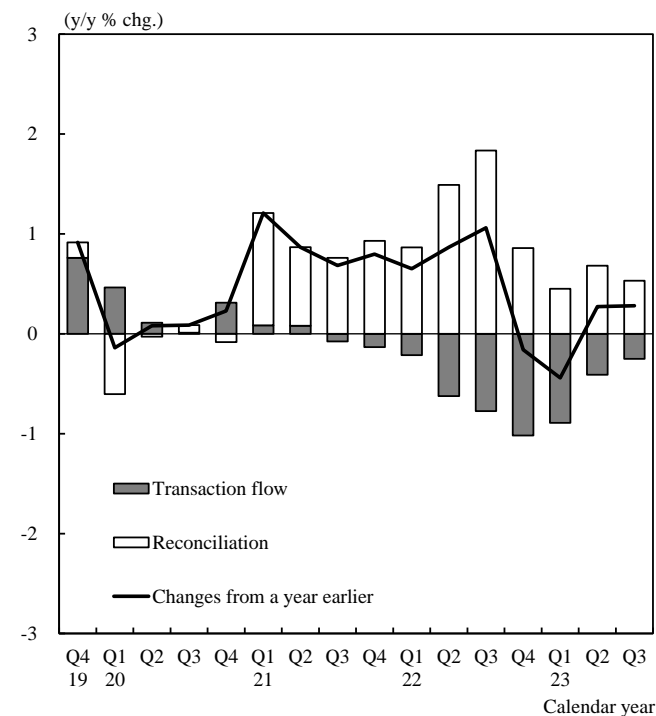 (y/y % chg.)
3
2
1
0
-1
-2
-3
Transaction flow
Reconciliation
Changes from a year earlier
Q4 Q1 Q2 Q3 Q4 Q1 Q2 Q3 Q4 Q1 Q2 Q3 Q4 Q1 Q2 Q3
19 20 21 22 23
Calendar year